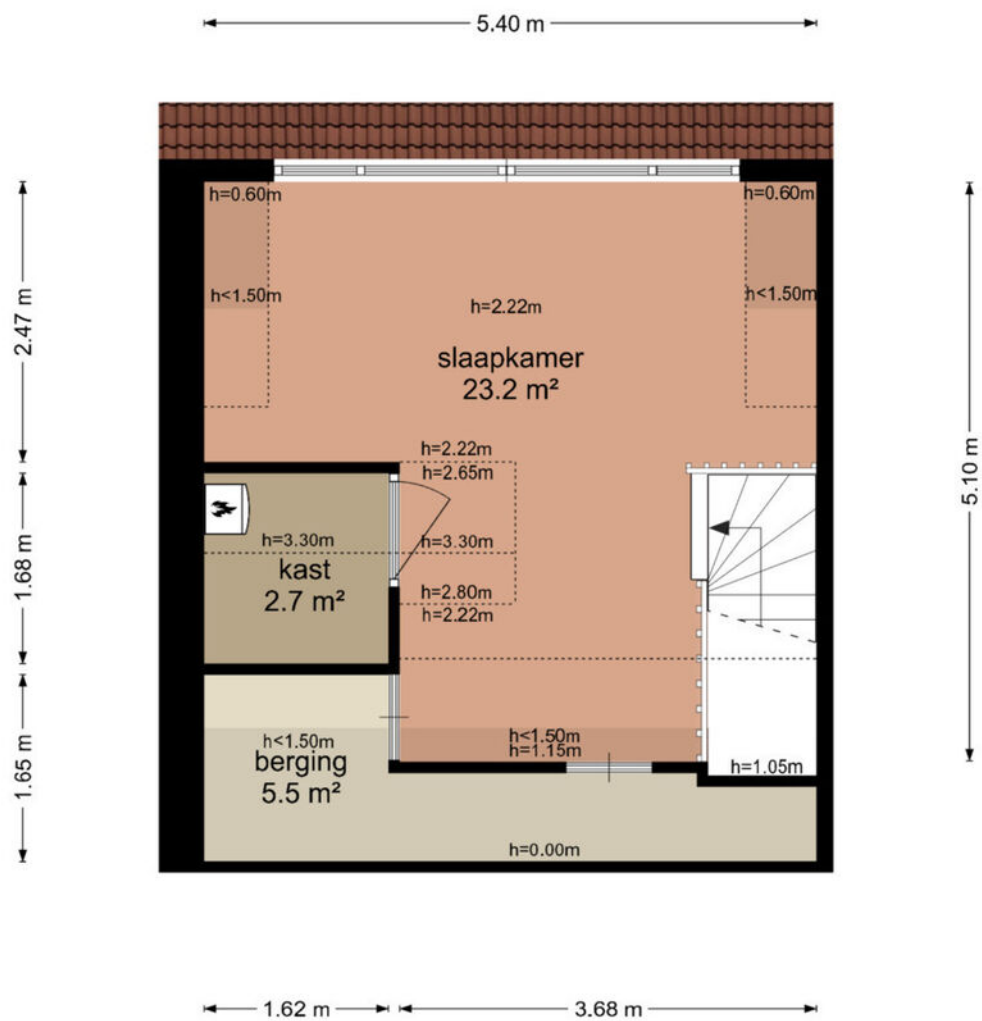 5.40 m
h=0.60m
h=0.60m
h<1.50m
h<1.50m
h=2.22m
2.47 m
slaapkamer
23.2 m²
h=2.22m
h=2.65m
5.10 m
h=3.30m
h=3.30m
kast
2.7 m²
1.68 m
h=2.80m
h=2.22m
h<1.50m
h<1.50m
h=1.15m
berging
5.5 m²
h=1.05m
1.65 m
h=0.00m
1.62 m
3.68 m